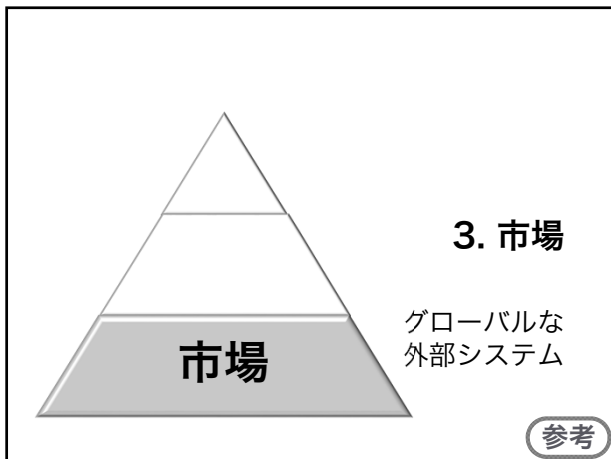 3. 市場
グローバルな
外部システム
市場
参考